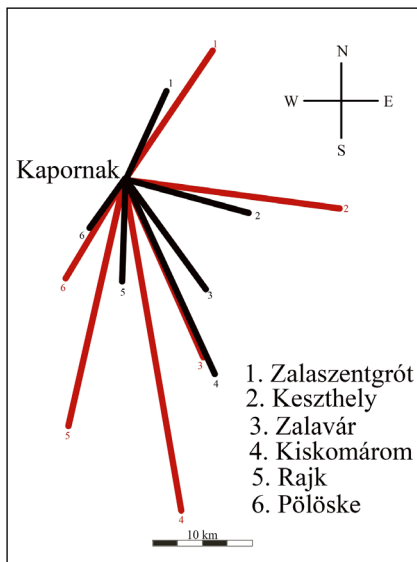 1
1
N
W E
S
Kapornak
2
2
6
5
3
6
3
4
5
4
1. Zalaszentgrót
2. Keszthely
3. Zalavár
4. Kiskomárom
5. Rajk
6. Pölöske
10 km